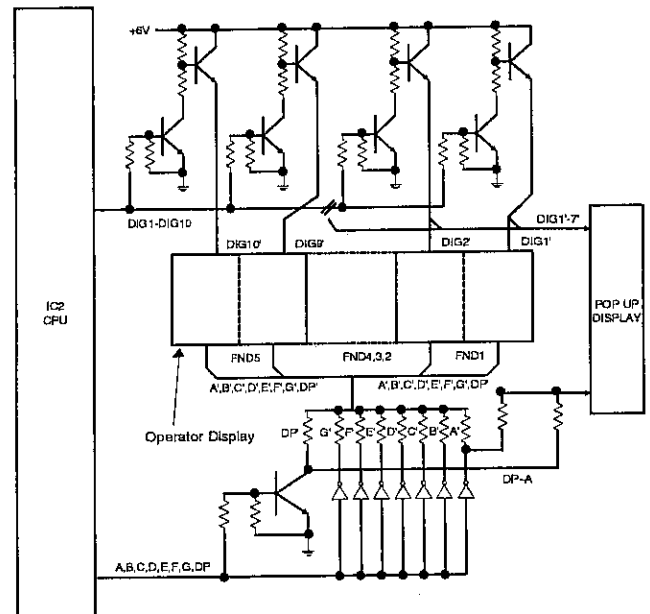 +6V
DIG1-DIG10
DIG1'-7'
DIG10'
DIG9'
DIG2'
DIG1'
IC2
CPU
POP UP
DISPLAY
FND5
FND4,3,2
FND1
A',B',C',D',E',F',G',DP'
A',B',C',D',E',F',G',DP'
Operator Display
DP'
G'
F'
E'
D'
C'
B'
A'
DP-A
A,B,C,D,E,F,G,DP